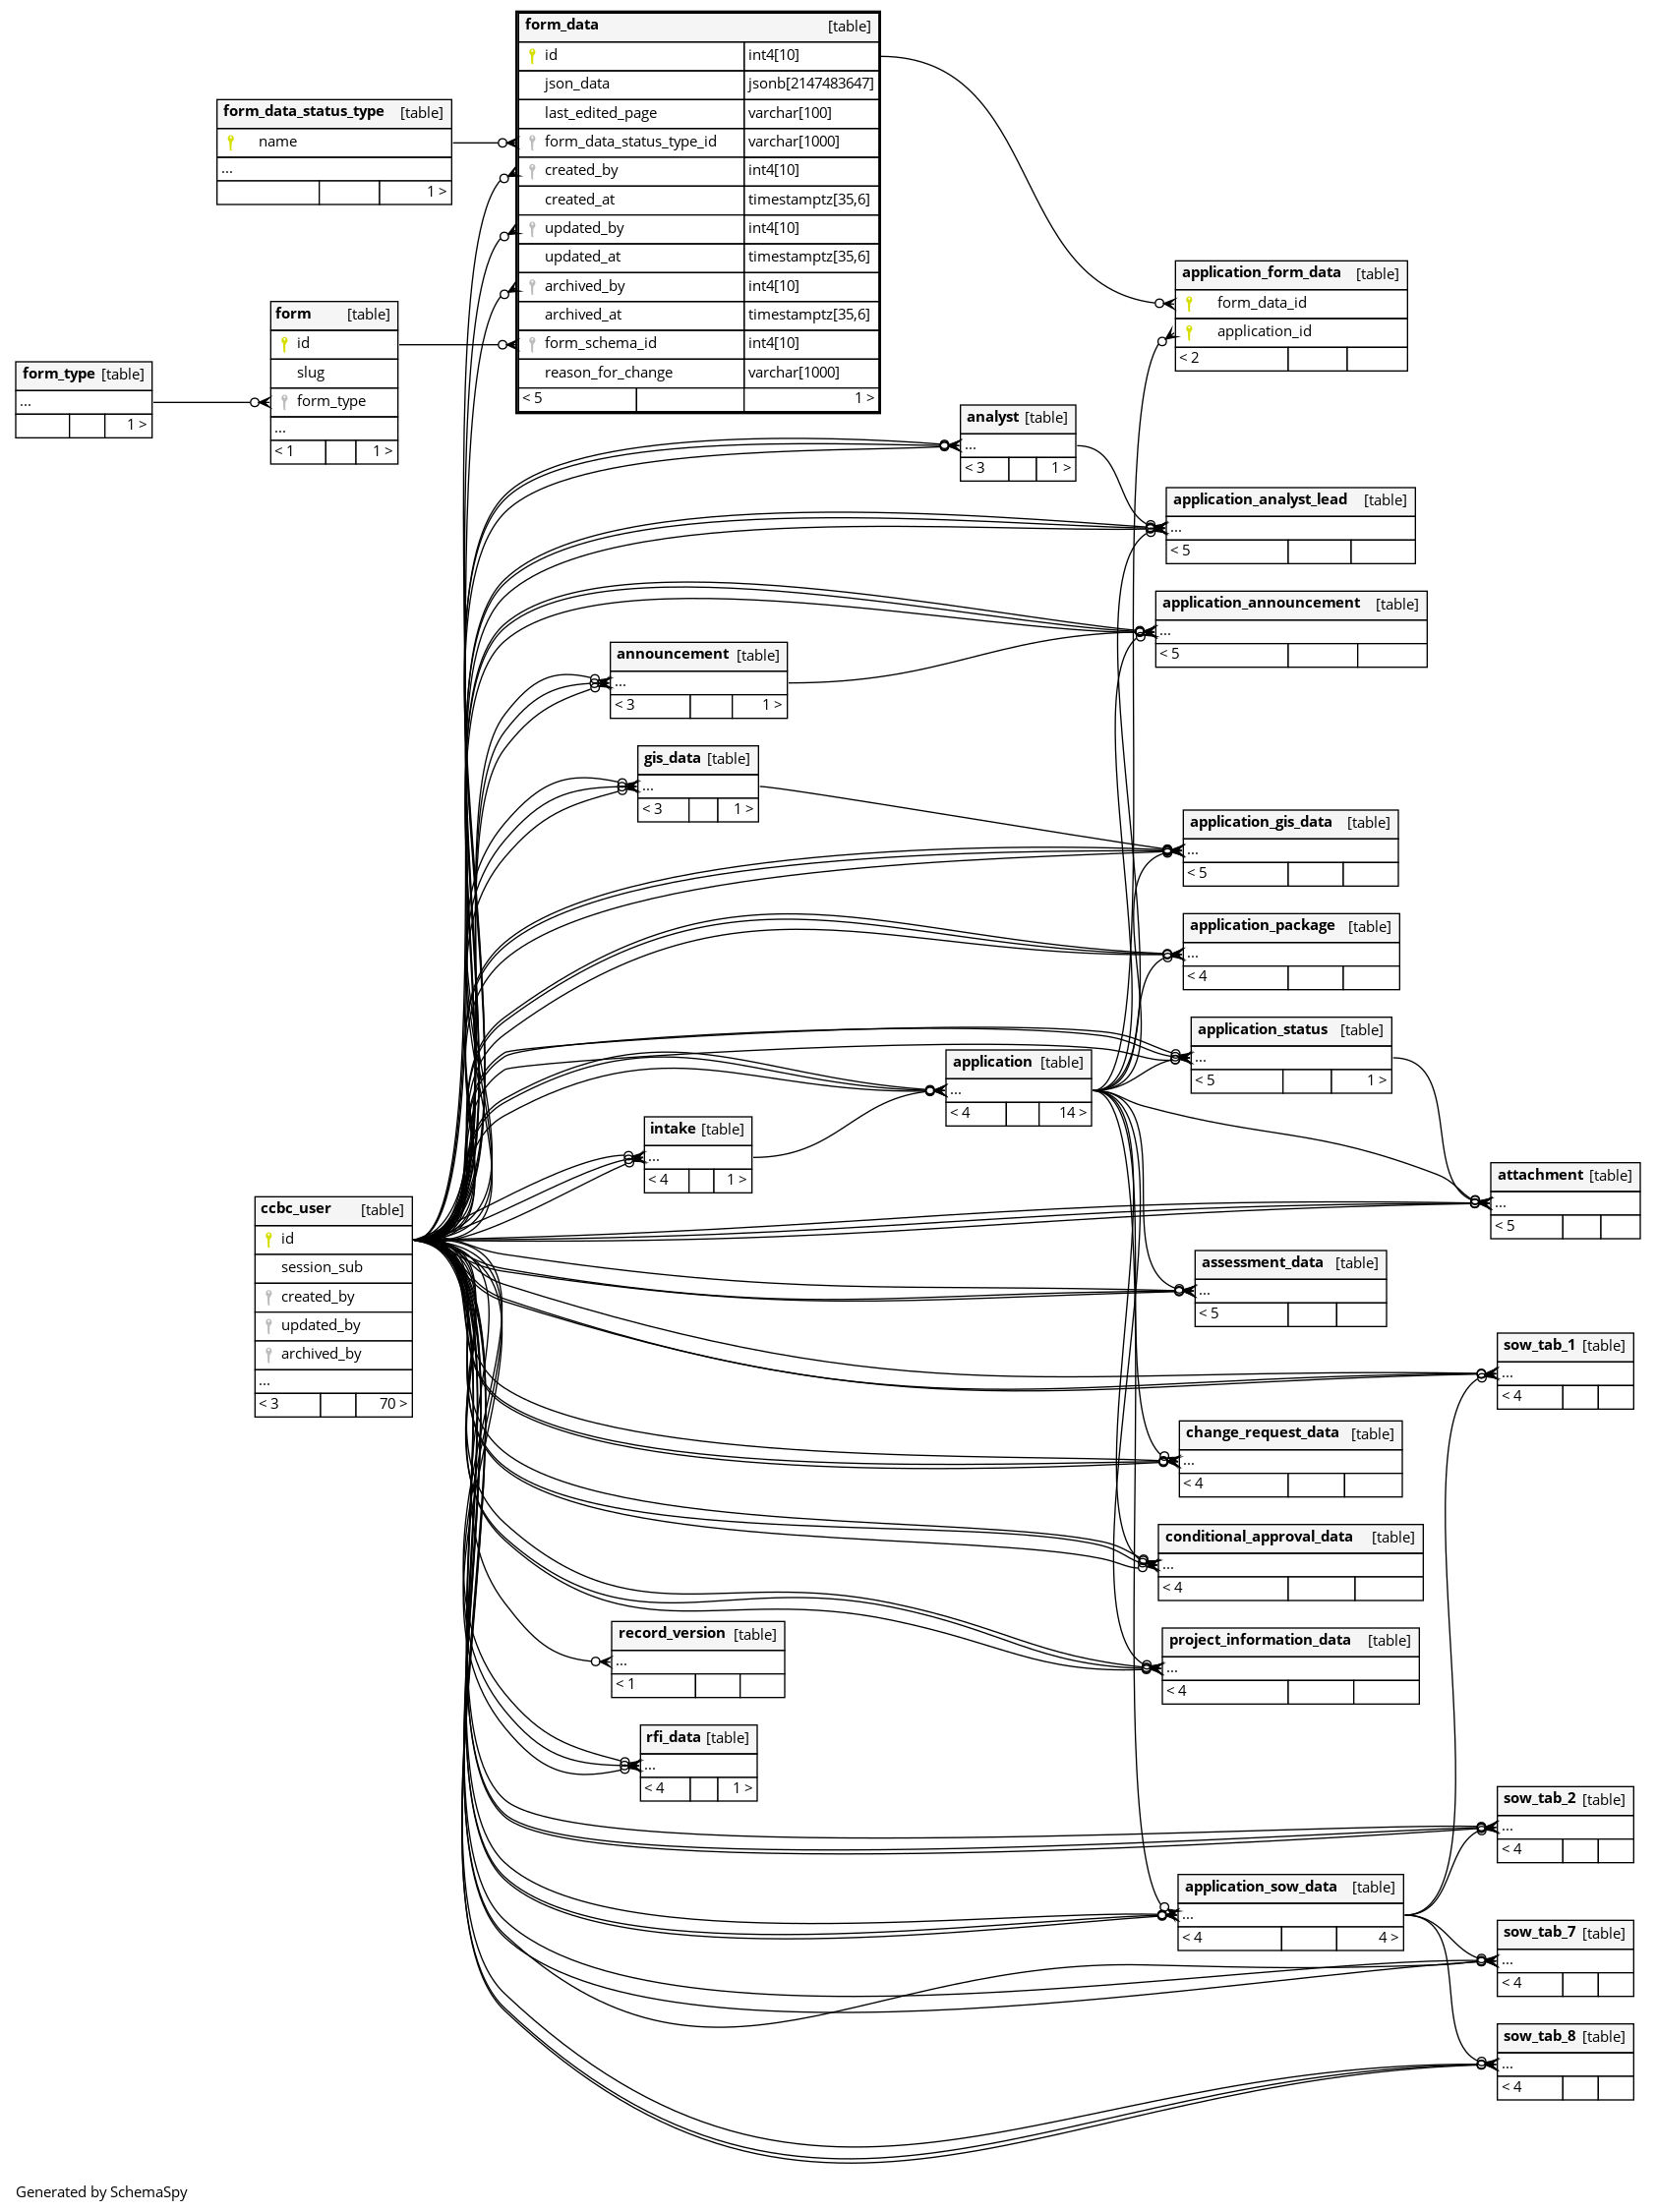 form_data [table]
id int4[10]
json_data jsonb[2147483647]
last_edited_page varchar[100]
form_data_status_type_id varchar[1000]
created_by int4[10]
created_at timestamptz[35,6]
updated_by int4[10]
updated_at timestamptz[35,6]
archived_by int4[10]
archived_at timestamptz[35,6]
form_schema_id int4[10]
reason_for_change varchar[1000]
< 5 1 >
form_data_status_type [table]
name
...
1 >
form [table]
id
slug
form_type
...
< 1 1 >
form_type [table]
...
1 >
application_form_data [table]
form_data_id
application_id
< 2
analyst [table]
...
< 3 1 >
application_analyst_lead [table]
...
< 5
application_announcement [table]
...
< 5
announcement [table]
...
< 3 1 >
gis_data [table]
...
< 3 1 >
application_gis_data [table]
...
< 5
application_package [table]
...
< 4
application_status [table]
...
< 5 1 >
application [table]
...
< 4 14 >
intake [table]
...
< 4 1 >
attachment [table]
...
< 5
ccbc_user [table]
id
session_sub
created_by
updated_by
archived_by
...
< 3 70 >
assessment_data [table]
...
< 5
sow_tab_1 [table]
...
< 4
change_request_data [table]
...
< 4
conditional_approval_data [table]
...
< 4
record_version [table]
...
< 1
project_information_data [table]
...
< 4
rfi_data [table]
...
< 4 1 >
sow_tab_2 [table]
...
< 4
application_sow_data [table]
...
< 4 4 >
sow_tab_7 [table]
...
< 4
sow_tab_8 [table]
...
< 4
Generated by SchemaSpy